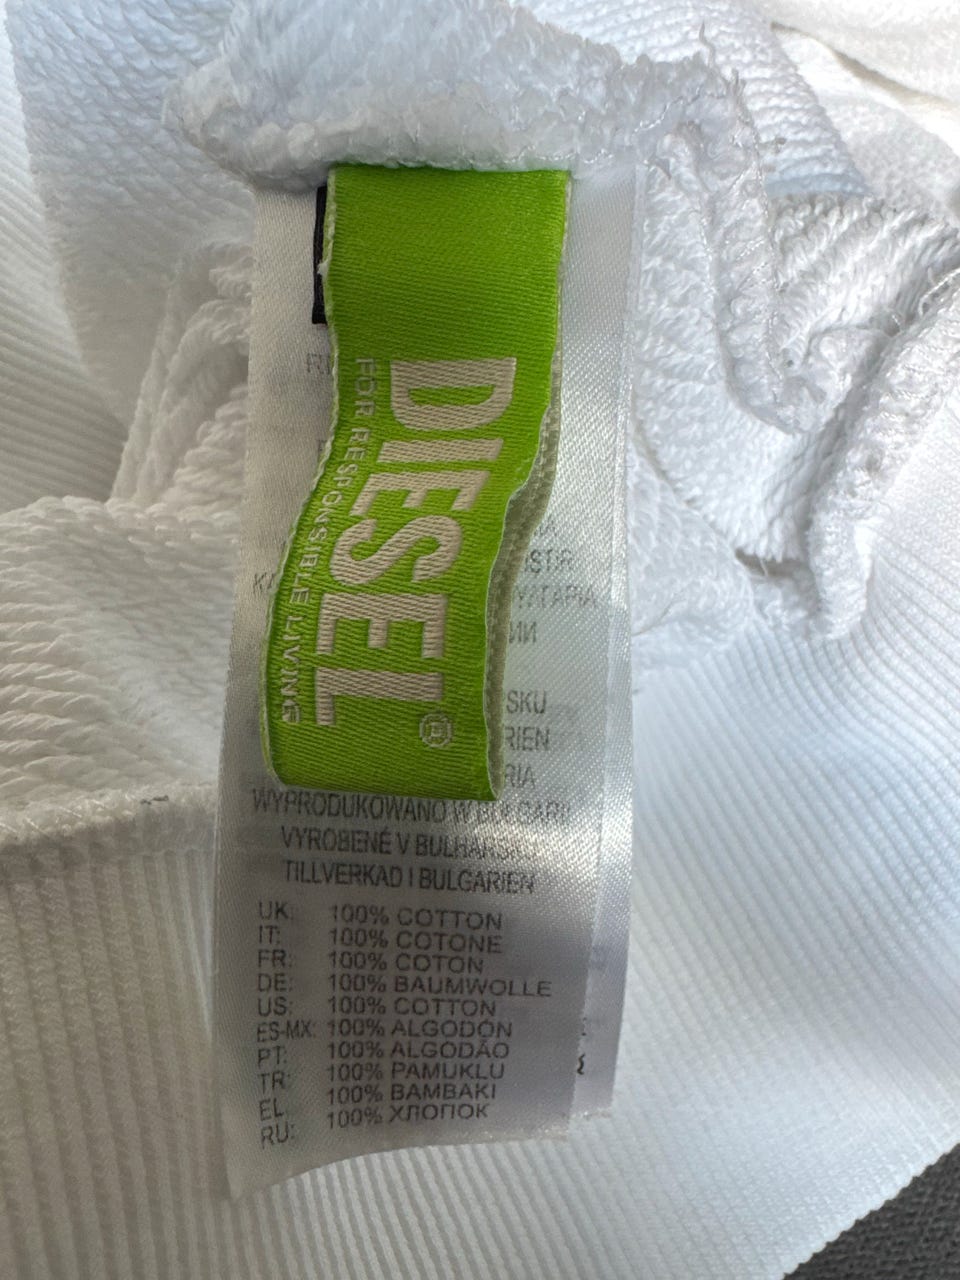 DIESEL®
FOR RESPONSIBLE LIVING
WYPRODUKOWANO W BUŁGARII
VYROBENÉ V BULHARSKU
TILLVERKAD I BULGARIEN
UK: 100% COTTON
IT: 100% COTONE
FR: 100% COTON
DE: 100% BAUMWOLLE
US: 100% COTTON
ES-MX: 100% ALGODÓN
PT: 100% ALGODÃO
TR: 100% PAMUKLU
EL 100% BAMBAKI
RU: 100% ХЛОПОК